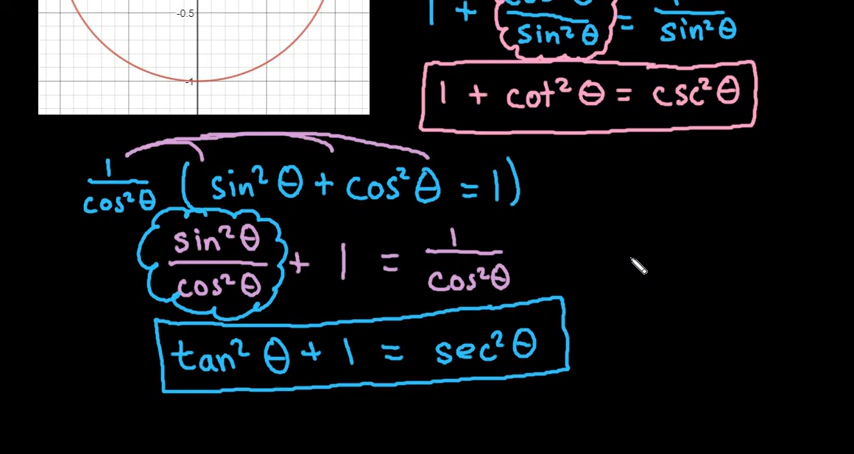 -0.5
-1
1 + cos²θ/sin²θ = 1/sin²θ
1 + cot²θ = csc²θ
1/cos²θ (sin²θ + cos²θ = 1)
sin²θ/cos²θ + 1 = 1/cos²θ
tan²θ + 1 = sec²θ